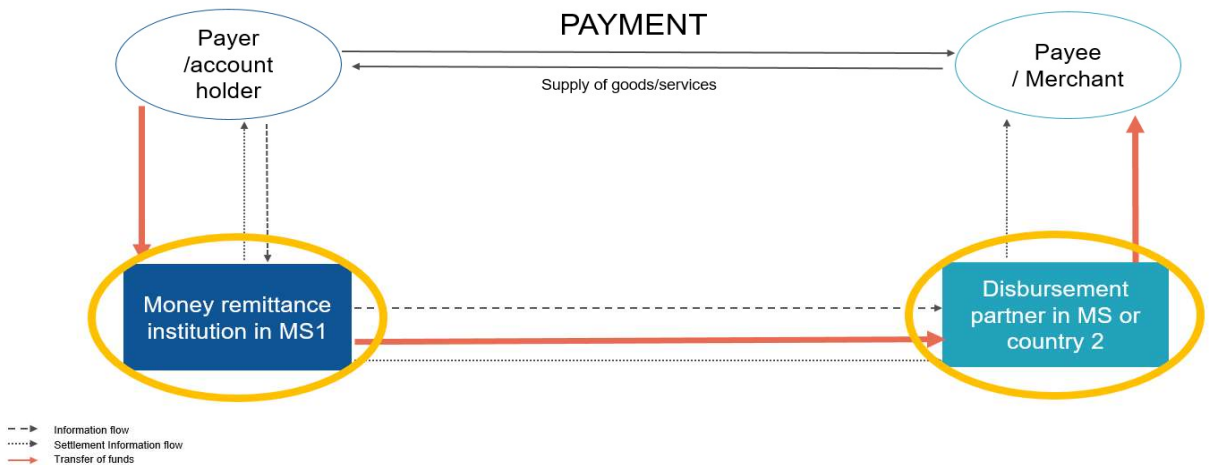 PAYMENT
Payer
/account
holder
Payee
/ Merchant
Supply of goods/services
Money remittance
institution in MS1
Disbursement
partner in MS or
country 2
Information flow
Settlement Information flow
Transfer of funds